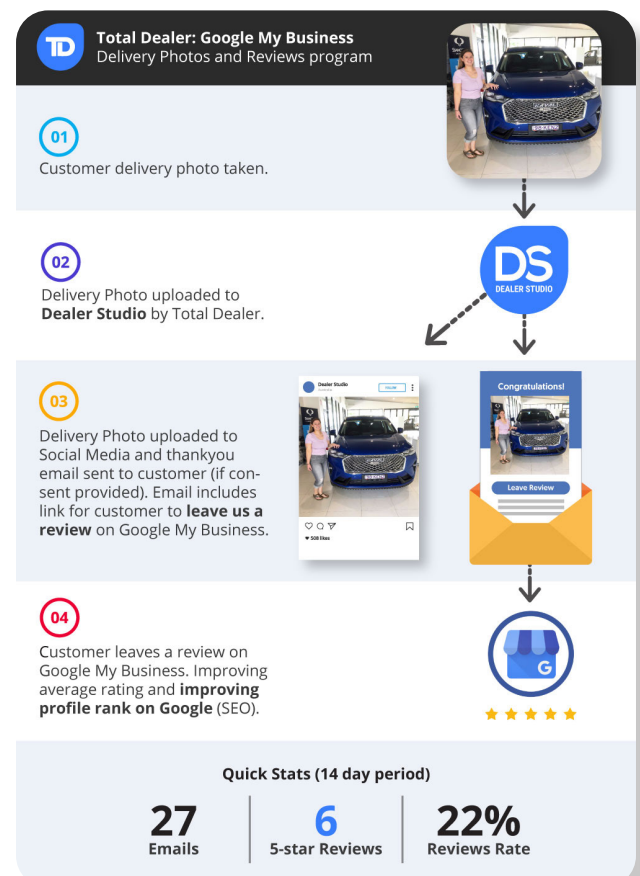 TD
Total Dealer: Google My Business
Delivery Photos and Reviews program
01
Customer delivery photo taken.
02
Delivery Photo uploaded to
Dealer Studio by Total Dealer.
DS
DEALER STUDIO
03
Delivery Photo uploaded to
Social Media and thankyou
email sent to customer (if con-
sent provided). Email includes
link for customer to leave us a
review on Google My Business.
Dealer Studio
FOLLOW
508 likes
Congratulations!
Leave Review
04
Customer leaves a review on
Google My Business. Improving
average rating and improving
profile rank on Google (SEO).
G
Quick Stats (14 day period)
27
Emails
6
5-star Reviews
22%
Reviews Rate